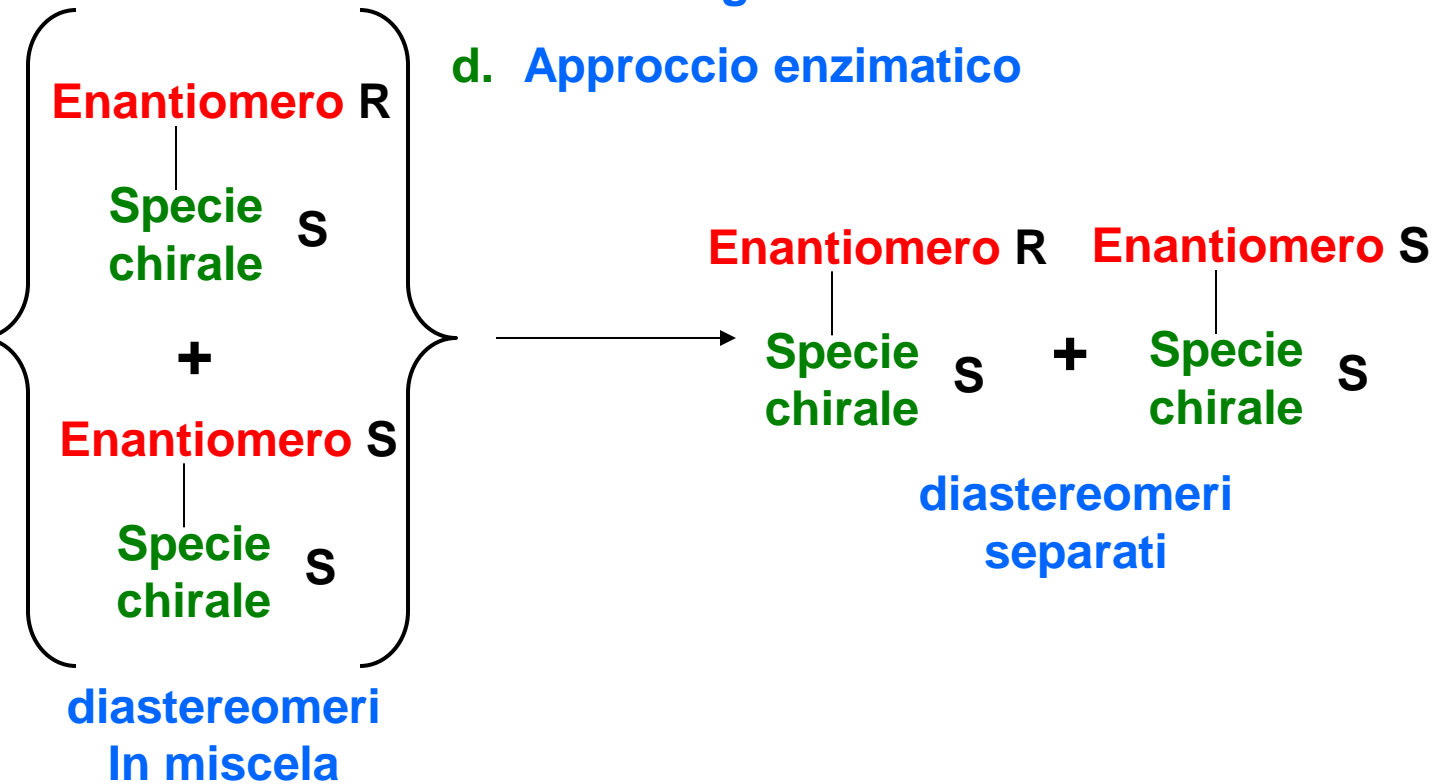 d. Approccio enzimatico
Enantiomero R
Specie
chirale S
+
Enantiomero S
Specie
chirale S
diastereomeri
In miscela
Enantiomero R
Specie
chirale S
+
Enantiomero S
Specie
chirale S
diastereomeri
separati